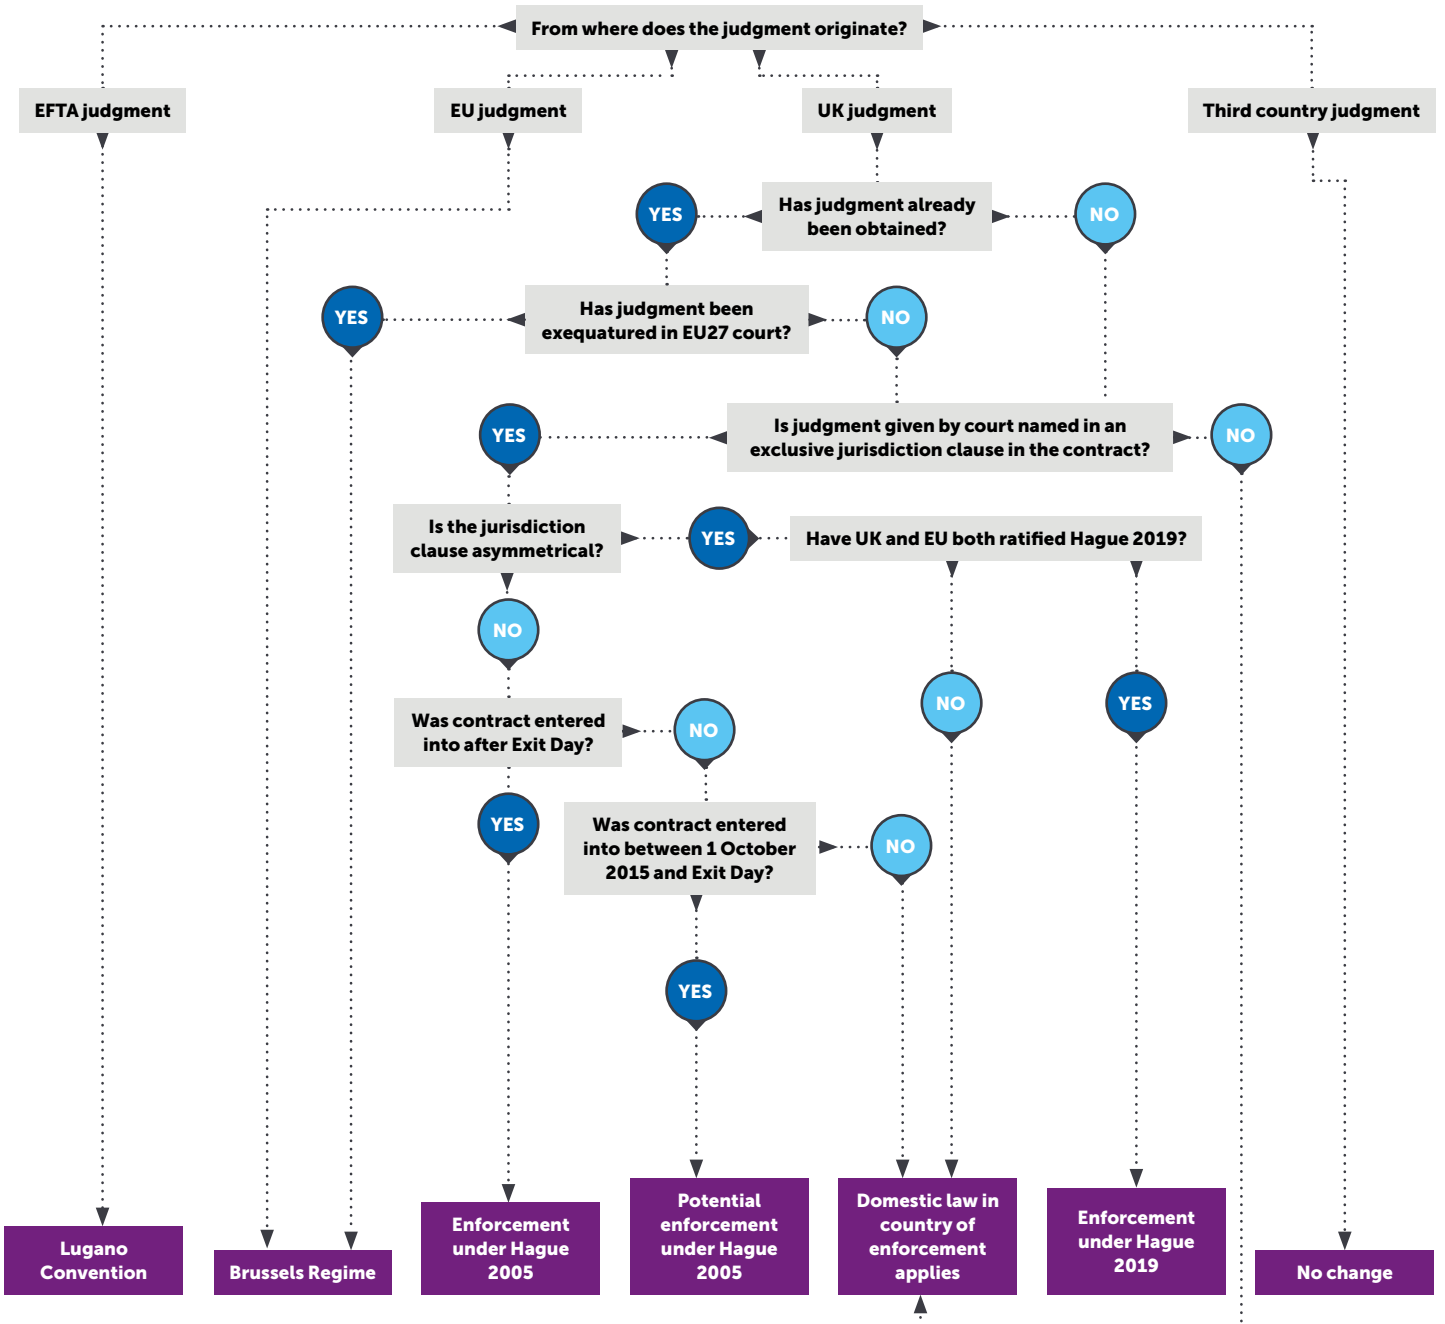 From where does the judgment originate?
EFTA judgment
EU judgment
UK judgment
Third country judgment
YES
Has judgment already
been obtained?
NO
YES
Has judgment been
exequatured in EU27 court?
NO
YES
Is judgment given by court named in an
exclusive jurisdiction clause in the contract?
NO
Is the jurisdiction
clause asymmetrical?
YES
Have UK and EU both ratified Hague 2019?
NO
NO
YES
Was contract entered
into after Exit Day?
NO
YES
Was contract entered
into between 1 October
2015 and Exit Day?
NO
YES
Lugano
Convention
Brussels Regime
Enforcement
under Hague
2005
Potential
enforcement
under Hague
2005
Domestic law in
country of
enforcement
applies
Enforcement
under Hague
2019
No change